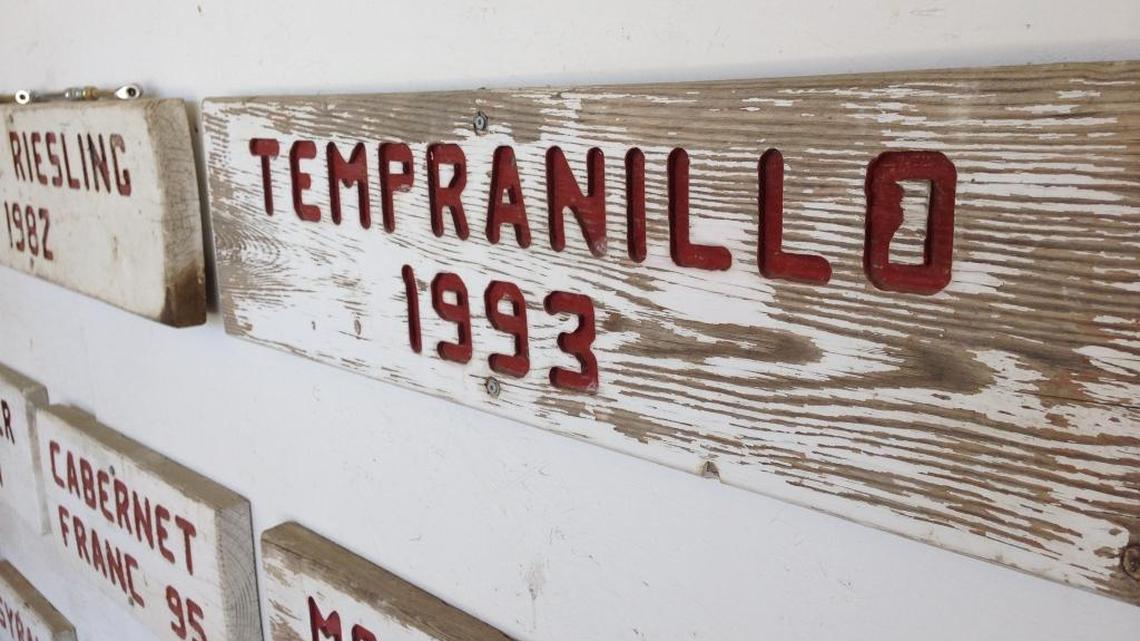 RIESLING
1982
TEMPRANILLO
1993
CABERNET
FRANC 95